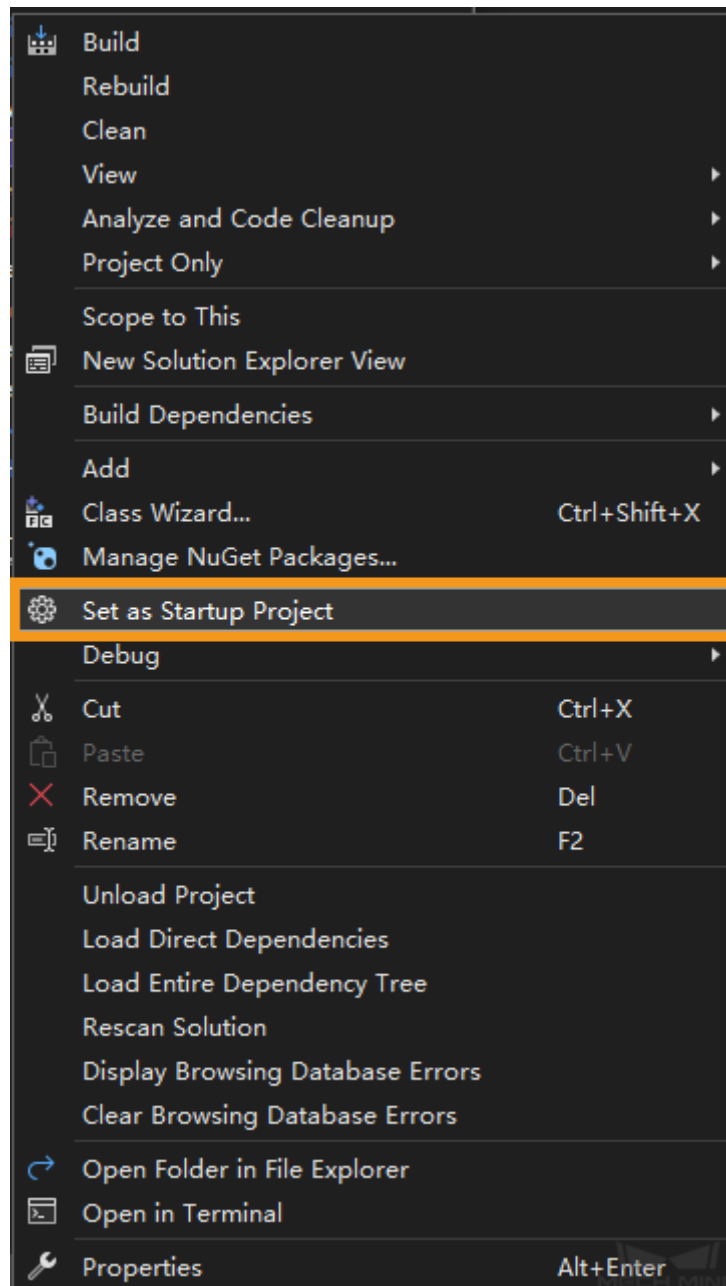 Build
Rebuild
Clean
View
Analyze and Code Cleanup
Project Only
Scope to This
New Solution Explorer View
Build Dependencies
Add
Class Wizard... Ctrl+Shift+X
Manage NuGet Packages...
Set as Startup Project
Debug
Cut Ctrl+X
Paste Ctrl+V
Remove Del
Rename F2
Unload Project
Load Direct Dependencies
Load Entire Dependency Tree
Rescan Solution
Display Browsing Database Errors
Clear Browsing Database Errors
Open Folder in File Explorer
Open in Terminal
Properties Alt+Enter